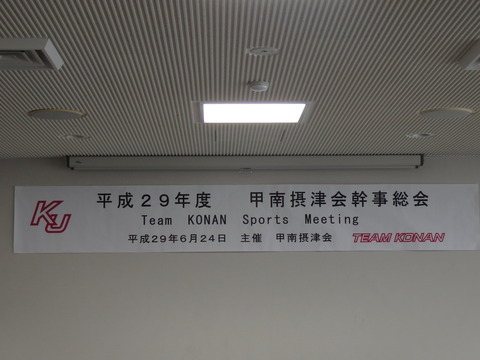 KU
平成29年度 甲南摂津会幹事総会
Team KONAN Sports Meeting
平成29年6月24日 主催 甲南摂津会 TEAM KONAN